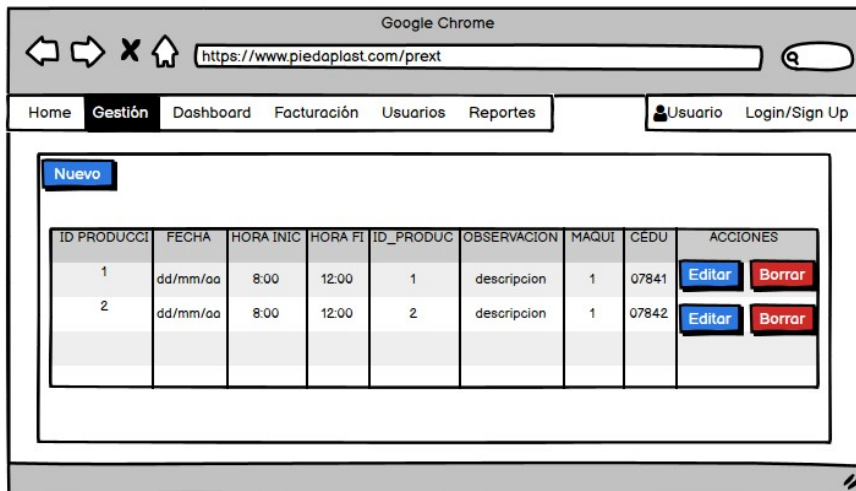 Google Chrome
https://www.piedaplast.com/prext
Home Gestión Dashboard Facturación Usuarios Reportes Usuario Login/Sign Up
Nuevo
ID PRODUCCI FECHA HORA INIC HORA FI ID_PRODUC OBSERVACION MAQUI CÉDU ACCIONES
1 dd/mm/aa 8:00 12:00 1 descripcion 1 07841 Editar Borrar
2 dd/mm/aa 8:00 12:00 2 descripcion 1 07842 Editar Borrar